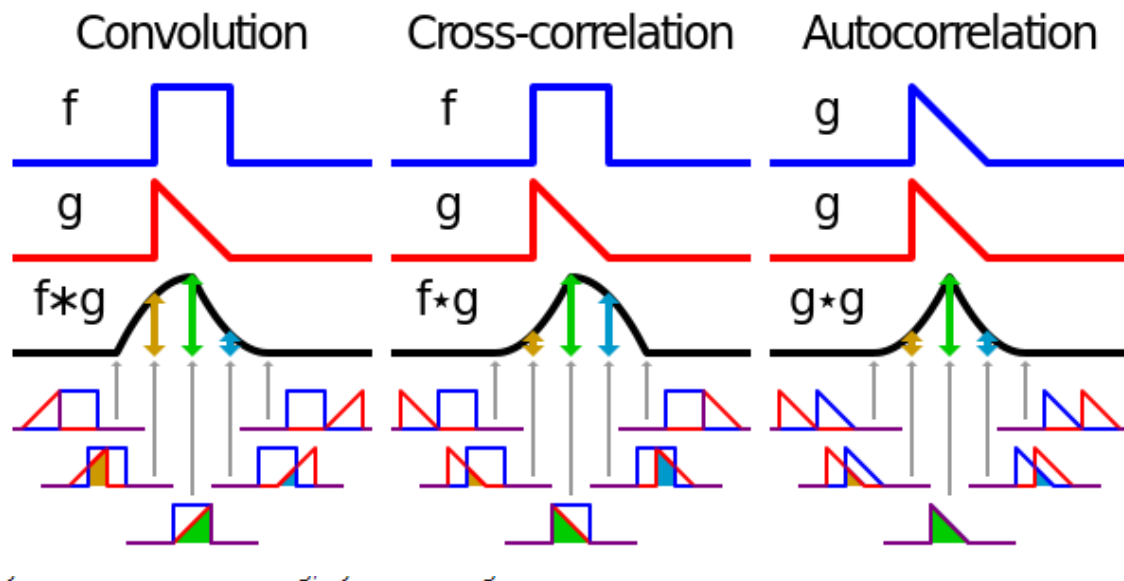 Convolution Cross-correlation Autocorrelation
f f g
g g g
f∗g f⋆g g⋆g